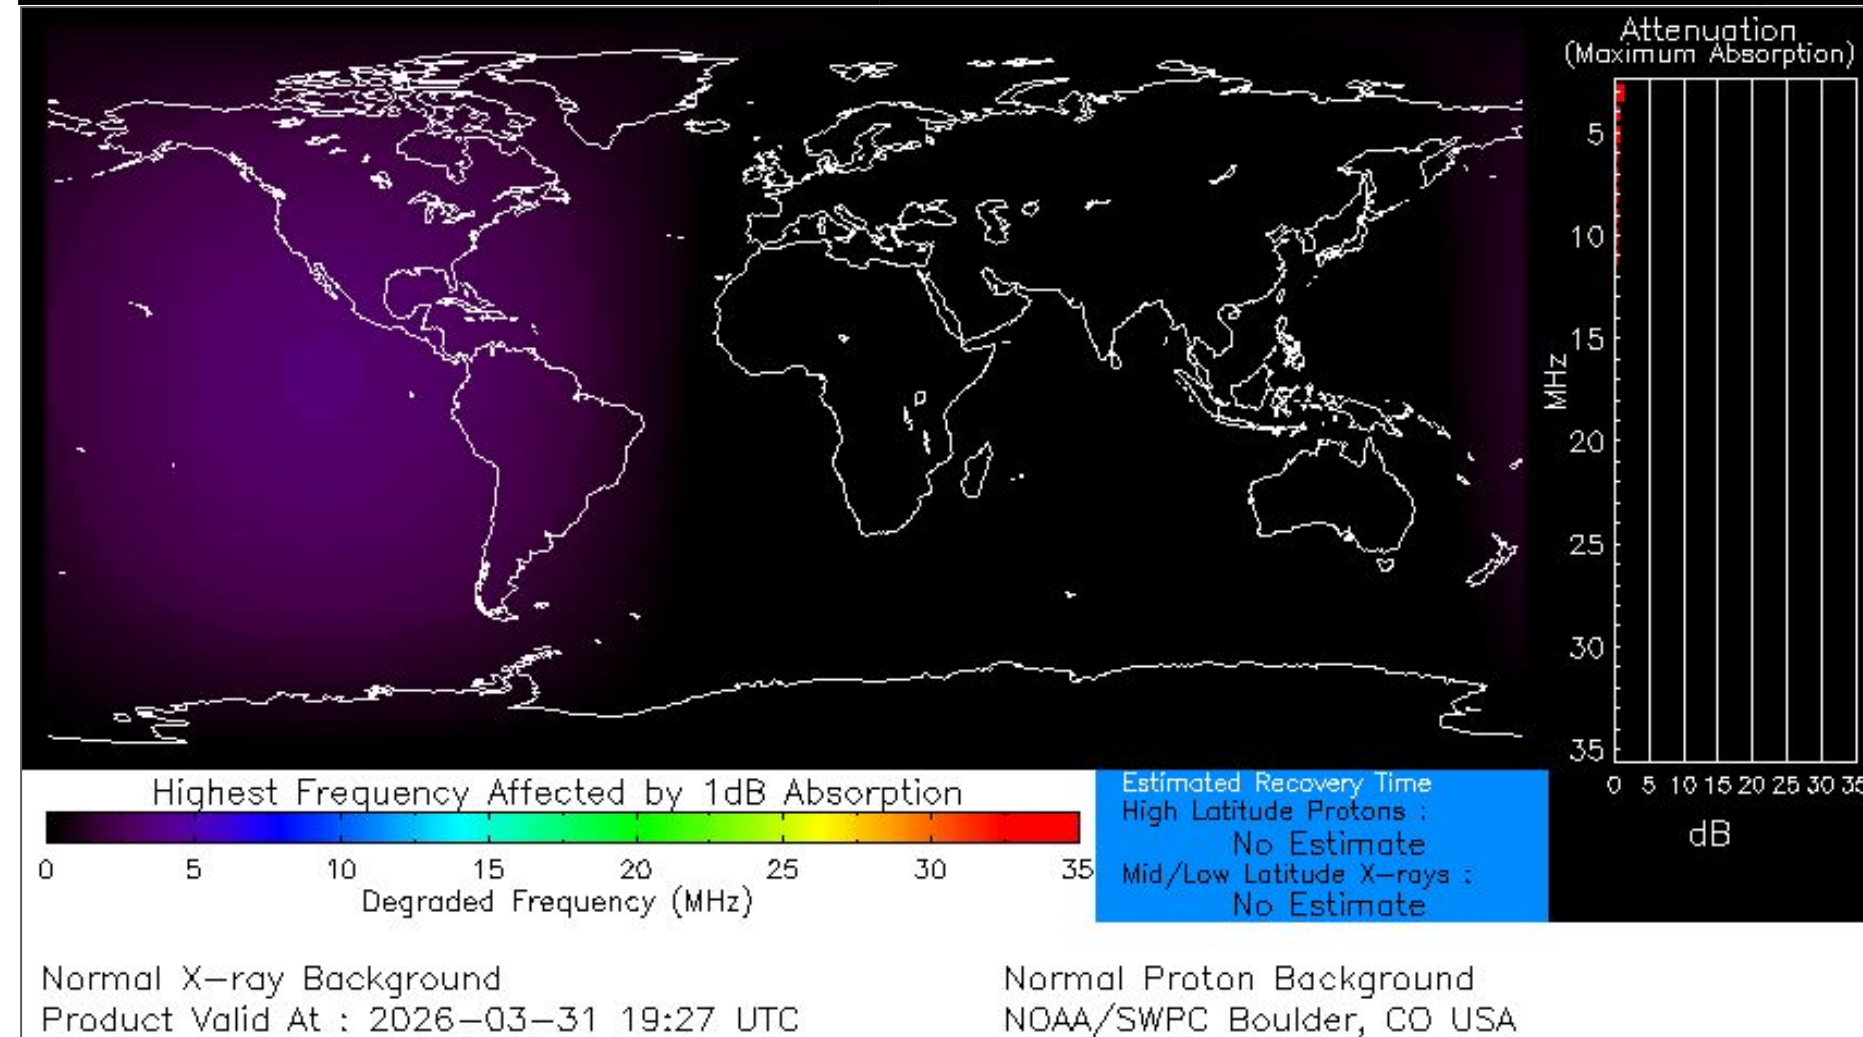 Attenuation
(Maximum Absorption)
5
10
15
20
25
30
35
MHz
0 5 10 15 20 25 30 35
dB
Highest Frequency Affected by 1dB Absorption
0 5 10 15 20 25 30 35
Degraded Frequency (MHz)
Estimated Recovery Time
High Latitude Protons :
No Estimate
Mid/Low Latitude X-rays :
No Estimate
Normal X-ray Background
Product Valid At : 2026-03-31 19:27 UTC
Normal Proton Background
NOAA/SWPC Boulder, CO USA